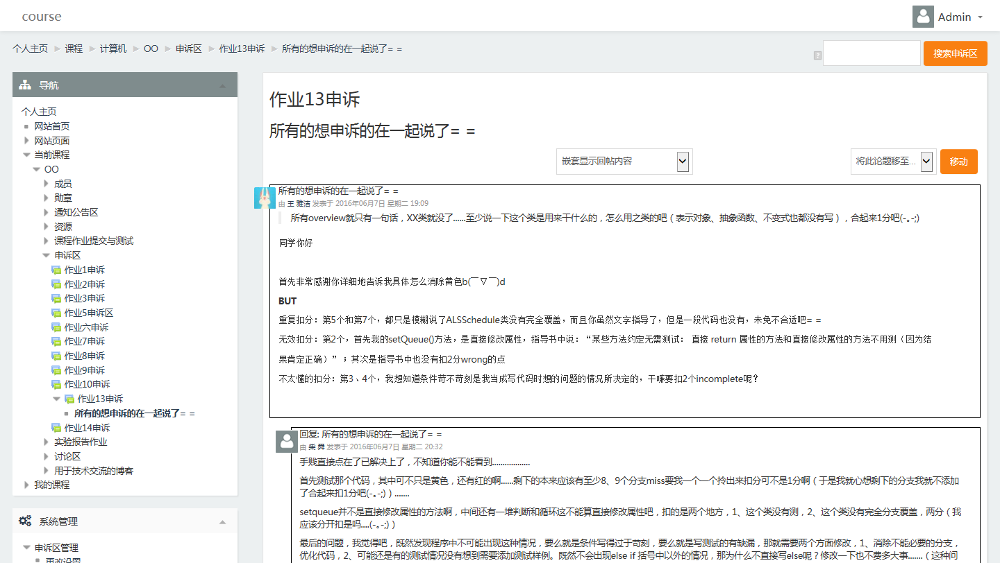 course
Admin
个人主页 课程 计算机 OO 申诉区 作业13申诉 所有的想申诉的在一起说了= =
?
搜索申诉区
导航
个人主页
网站首页
网站页面
当前课程
OO
成员
勋章
通知公告区
资源
课程作业提交与测试
申诉区
作业1申诉
作业2申诉
作业3申诉
作业5申诉区
作业六申诉
作业7申诉
作业8申诉
作业9申诉
作业10申诉
作业13申诉
所有的想申诉的在一起说了= =
作业14申诉
实验报告作业
讨论区
用于技术交流的博客
我的课程
系统管理
申诉区管理
更改设置
作业13申诉
所有的想申诉的在一起说了= =
嵌套显示回帖内容
将此论题移至...
移动
所有的想申诉的在一起说了= =
由 王 雅洁 发表于 2016年06月7日 星期二 19:09
所有overview就只有一句话，XX类就没了......至少说一下这个类是用来干什么的，怎么用之类的吧（表示对象、抽象函数、不变式也都没有写），合起来1分吧(-｡-;)
同学你好
首先非常感谢你详细地告诉我具体怎么消除黄色b(￣▽￣)d
BUT
重复扣分：第5个和第7个，都只是模糊说了ALSSchedule类没有完全覆盖，而且你虽然文字指导了，但是一段代码也没有，未免不合适吧= =
无效扣分：第2个，首先我的setQueue()方法，是直接修改属性，指导书中说：“某些方法约定无需测试： 直接 return 属性的方法和直接修改属性的方法不用测（因为结
果肯定正确）”；其次是指导书中也没有扣2分wrong的点
不太懂的扣分：第3、4个，我想知道条件苛不苛刻是我当成写代码时想的问题的情况所决定的，干嘛要扣2个incomplete呢？
回复: 所有的想申诉的在一起说了= =
由 柴 舜 发表于 2016年06月7日 星期二 20:32
手贱直接点在了已解决上了，不知道你能不能看到.................
首先测试那个代码，其中可不只是黄色，还有红的啊......剩下的本来应该有至少8、9个分支miss要我一个一个拎出来扣分可不是1分啊（于是我就心想剩下的分支我就不添加
了合起来扣1分吧(-｡-;)）.......
setqueue并不是直接修改属性的方法啊，中间还有一堆判断和循环这不能算直接修改属性吧，扣的是两个地方，1、这个类没有测，2、这个类没有完全分支覆盖，两分（我
应该分开扣是吗....(-｡-;)）
最后的问题，我觉得吧，既然发现程序中不可能出现这种情况，要么就是条件写得过于苛刻，要么就是写测试的有缺漏，那就需要两个方面修改，1、消除不能必要的分支，
优化代码，2、可能还是有的测试情况没有想到需要添加测试样例。既然不会出现else if 括号中以外的情况，那为什么不直接写else呢？修改一下也不费多大事.......（这种问